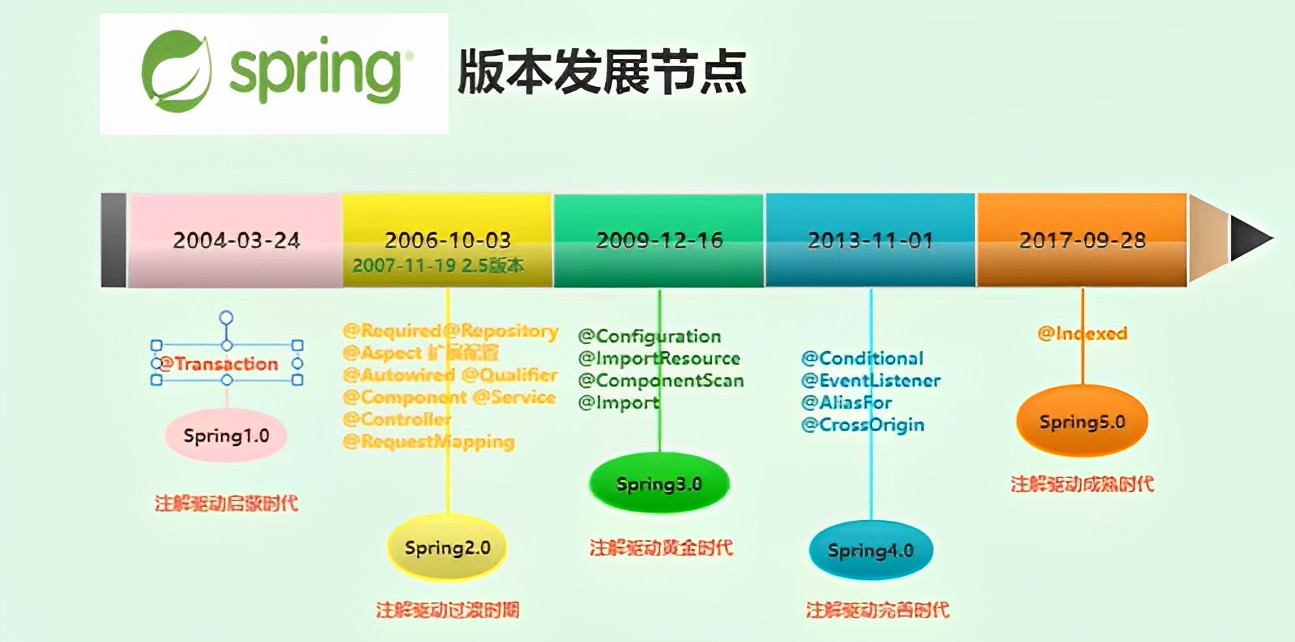 spring
版本发展节点
2004-03-24
2006-10-03
2007-11-19 2.5版本
2009-12-16
2013-11-01
2017-09-28
@Transaction
Spring1.0
注解驱动启蒙时代
@Required@Repository
@Aspect 扩展配置
@Autowired @Qualifier
@Component @Service
@Controller
@RequestMapping
Spring2.0
注解驱动过渡时期
@Configuration
@ImportResource
@ComponentScan
@Import
Spring3.0
注解驱动黄金时代
@Conditional
@EventListener
@AliasFor
@CrossOrigin
Spring4.0
注解驱动完善时代
@Indexed
Spring5.0
注解驱动成熟时代